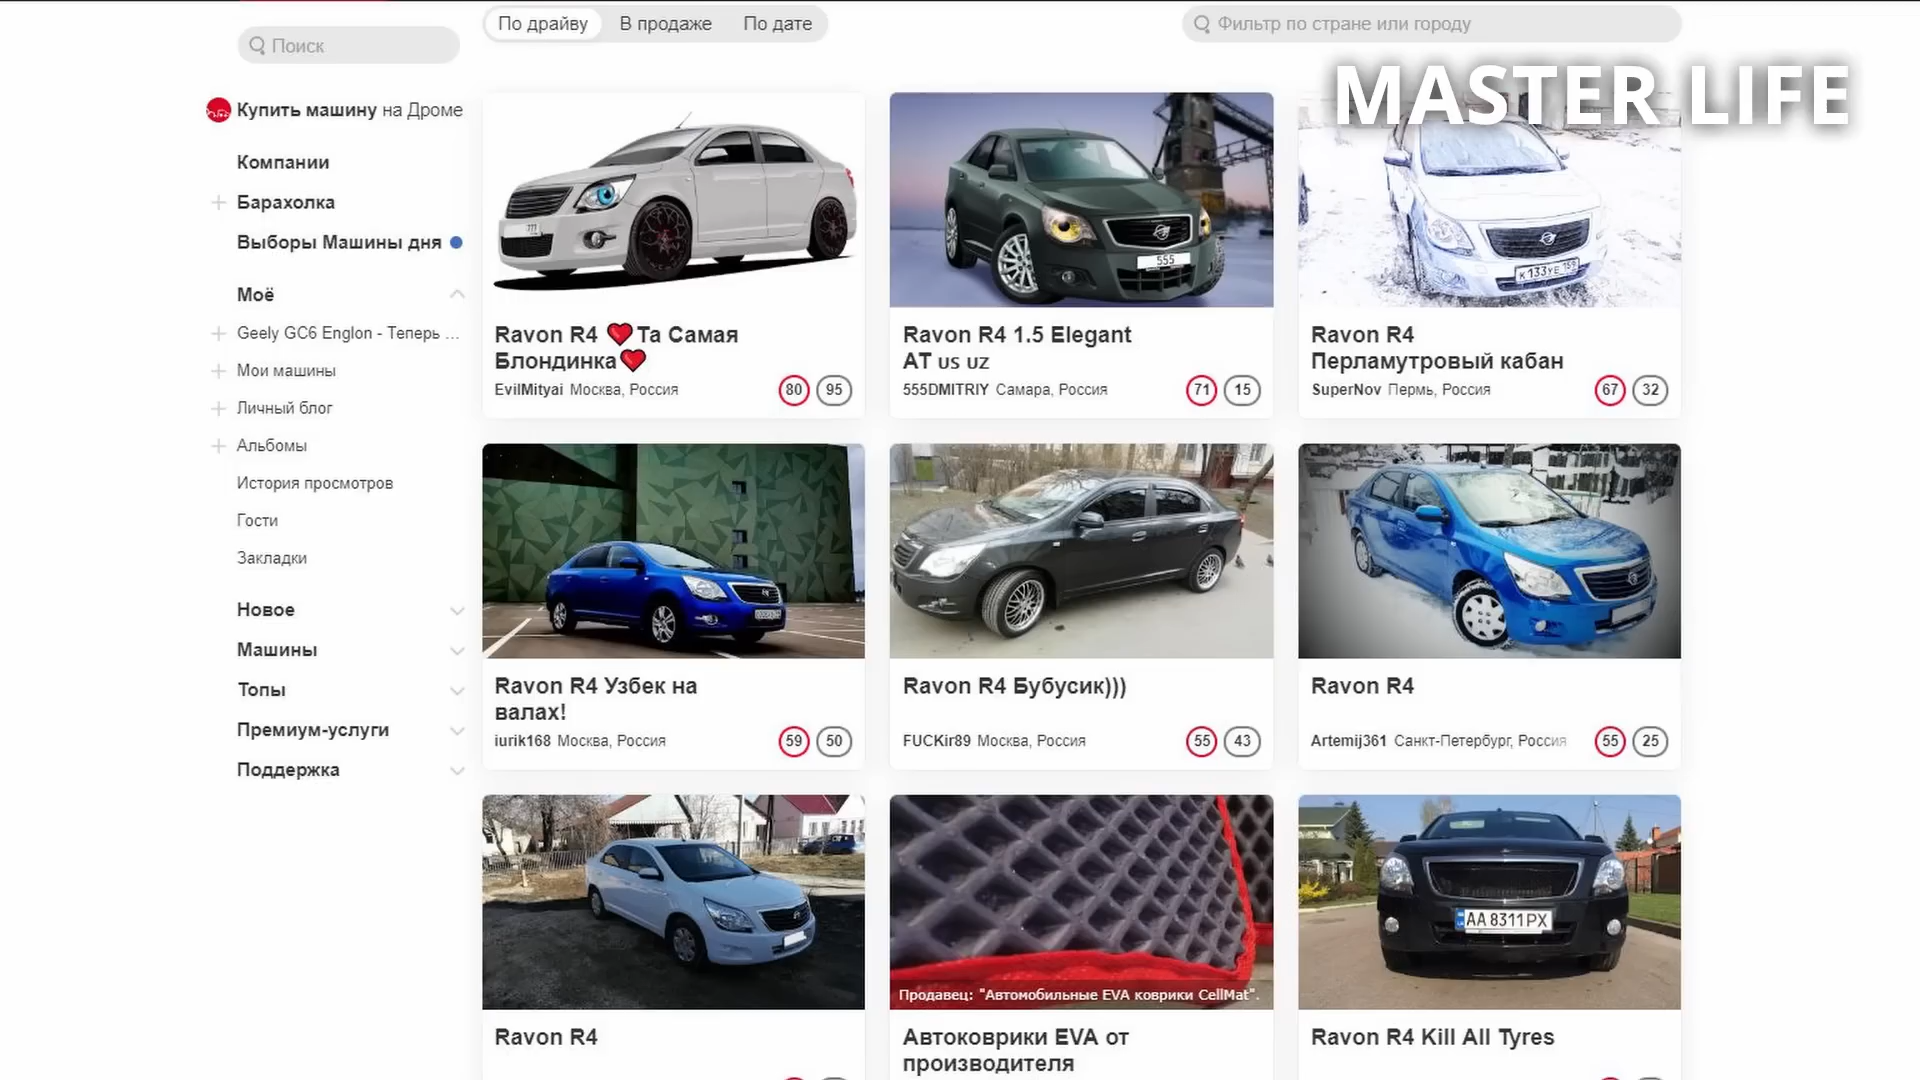 По драйву
В продаже
По дате
Фильтр по стране или городу
Поиск
MASTER LIFE
Купить машину на Дроме
Компании
Барахолка
Выборы Машины дня
Моё
Geely GC6 Englon - Теперь ...
Мои машины
Личный блог
Альбомы
История просмотров
Гости
Закладки
Новое
Машины
Топы
Премиум-услуги
Поддержка
Ravon R4 ❤️Та Самая
Блондинка❤️
EvilMityai Москва, Россия
80
95
555
Ravon R4 1.5 Elegant
AT US UZ
555DMITRIY Самара, Россия
71
15
К133УЕ 159
Ravon R4
Перламутровый кабан
SuperNov Пермь, Россия
67
32
Ravon R4 Узбек на
валах!
iurik168 Москва, Россия
59
50
Ravon R4 Бубусик)))
FUCKir89 Москва, Россия
55
43
Ravon R4
Artemij361 Санкт-Петербург, Россия
55
25
Ravon R4
Продавец: "Автомобильные EVA коврики CellMat".
Автоковрики EVA от
производителя
AA 8311PX
Ravon R4 Kill All Tyres